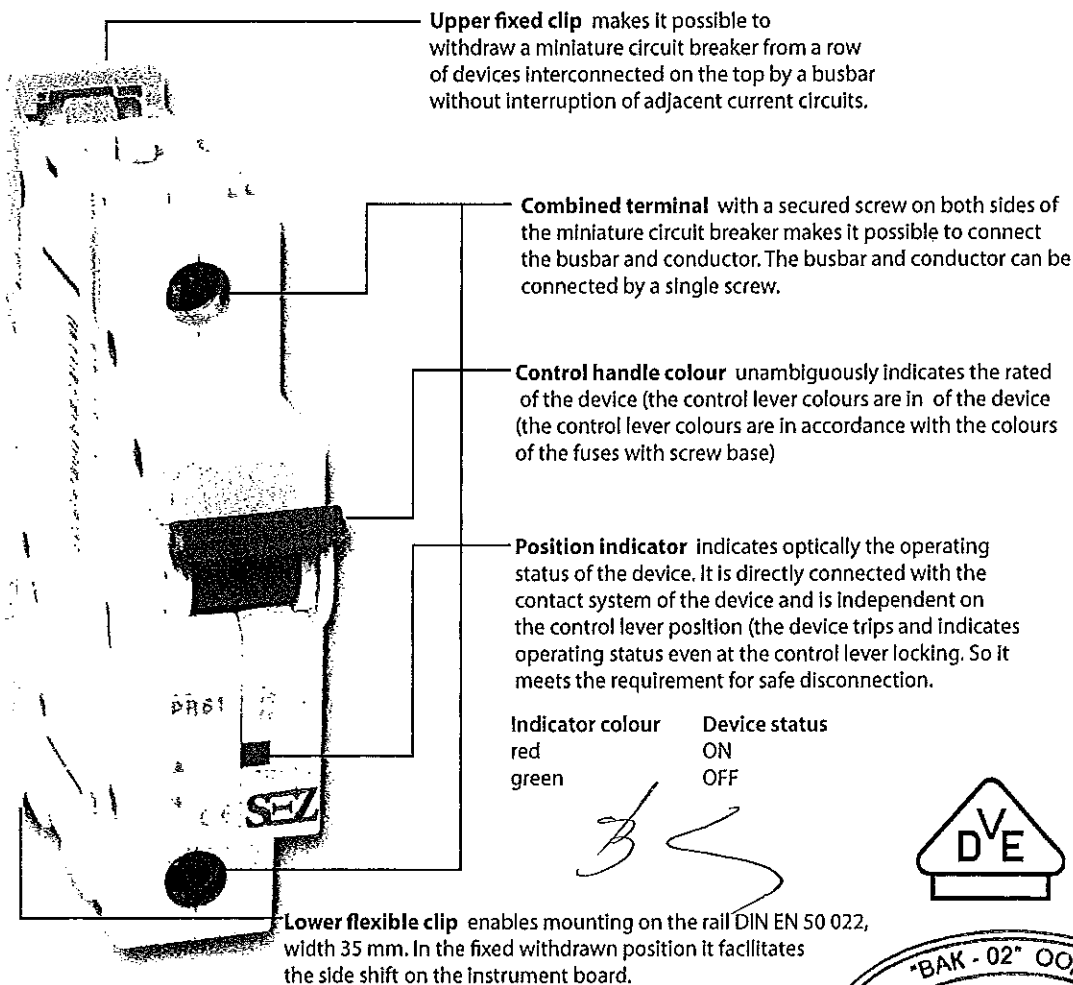 Upper fixed clip makes it possible to
withdraw a miniature circuit breaker from a row
of devices interconnected on the top by a busbar
without interruption of adjacent current circuits.
Combined terminal with a secured screw on both sides of
the miniature circuit breaker makes it possible to connect
the busbar and conductor. The busbar and conductor can be
connected by a single screw.
Control handle colour unambiguously indicates the rated
of the device (the control lever colours are in of the device
(the control lever colours are in accordance with the colours
of the fuses with screw base)
Position indicator indicates optically the operating
status of the device. It is directly connected with the
contact system of the device and is independent on
the control lever position (the device trips and indicates
operating status even at the control lever locking. So it
meets the requirement for safe disconnection.
Indicator colour Device status
red ON
green OFF
PR61
SEZ
DVE
Lower flexible clip enables mounting on the rail DIN EN 50 022,
width 35 mm. In the fixed withdrawn position it facilitates
the side shift on the instrument board.
"BAK - 02"